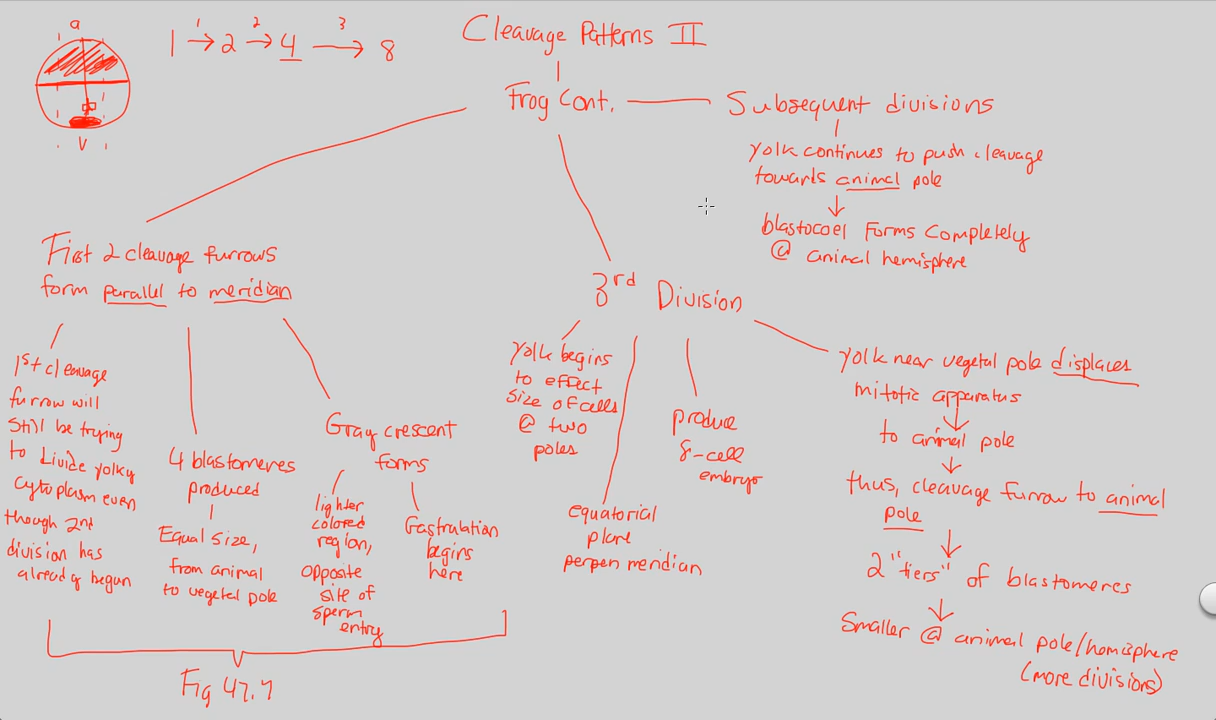 a
1 → 2 → 4 → 8
1 2 3
V
Cleavage Patterns II
Frog Cont.
Subsequent divisions
yolk continues to push cleavage
towards animal pole
↓
blastocoel forms completely
@ animal hemisphere
First 2 cleavage furrows
form parallel to meridian
1st cleavage
furrow will
still be trying
to divide yolky
cytoplasm even
though 2nd
division has
already begun
4 blastomeres
produced
Equal size,
from animal
to vegetal pole
Gray crescent
forms
lighter
colored
region,
opposite
site of
sperm
entry
Gastrulation
begins
here
Fig 47.7
3rd Division
yolk begins
to effect
size of cells
@ two
poles
equatorial
plane
perpen meridian
produce
8-cell
embryo
yolk near vegetal pole displaces
mitotic apparatus
↓
to animal pole
↓
thus, cleavage furrow to animal
pole
↓
2 "tiers" of blastomeres
↓
Smaller @ animal pole/hemisphere
(more divisions)